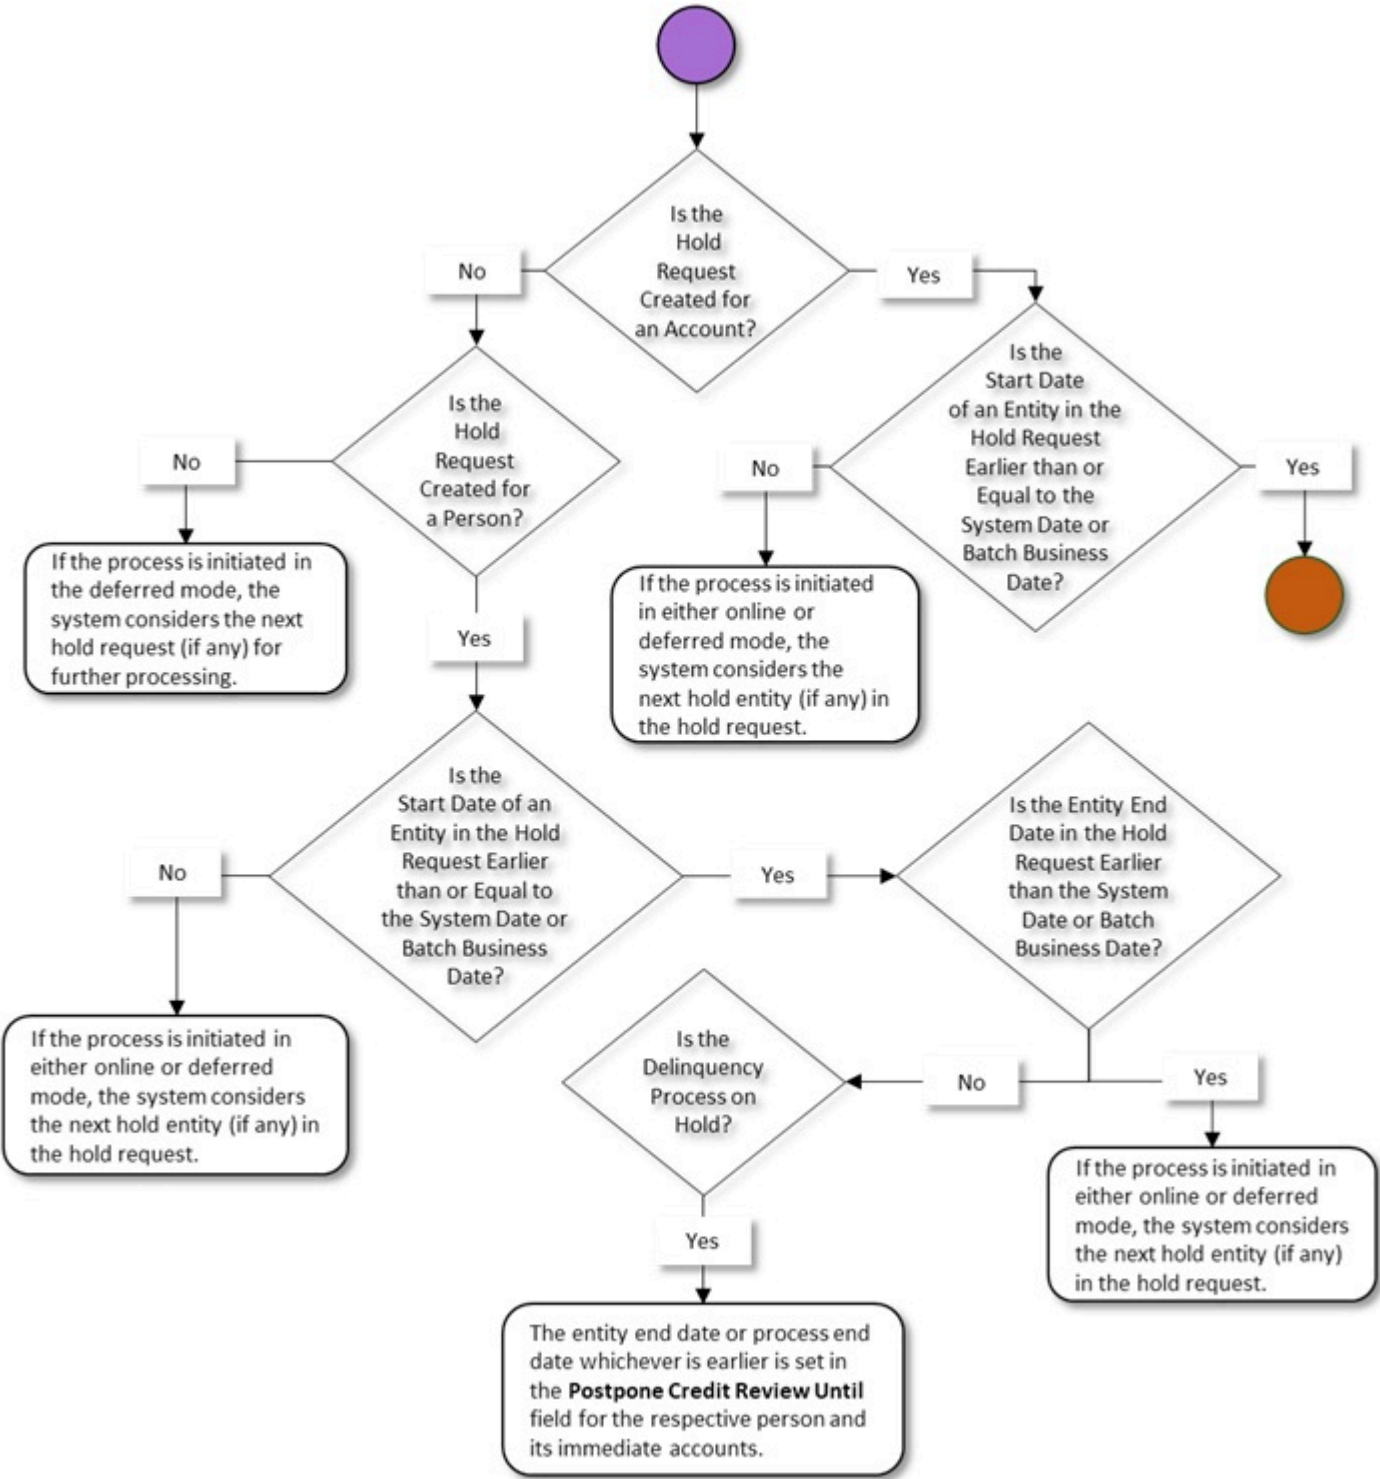 Is the
Hold
Request
Created for
an Account?
No
Yes
Is the
Hold
Request
Created for
a Person?
Is the
Start Date
of an Entity in the
Hold Request
Earlier than or
Equal to the
System Date or
Batch Business
Date?
No
No
Yes
If the process is initiated in
the deferred mode, the
system considers the next
hold request (if any) for
further processing.
If the process is initiated
in either online or
deferred mode, the
system considers the
next hold entity (if any) in
the hold request.
Yes
Is the
Start Date of an
Entity in the Hold
Request Earlier
than or Equal to
the System Date or
Batch Business
Date?
No
Yes
Is the Entity End
Date in the Hold
Request Earlier
than the System
Date or Batch
Business Date?
If the process is initiated in
either online or deferred
mode, the system considers
the next hold entity (if any) in
the hold request.
Is the
Delinquency
Process on
Hold?
No
Yes
If the process is initiated in
either online or deferred
mode, the system considers
the next hold entity (if any)
in the hold request.
Yes
The entity end date or process end
date whichever is earlier is set in
the Postpone Credit Review Until
field for the respective person and
its immediate accounts.